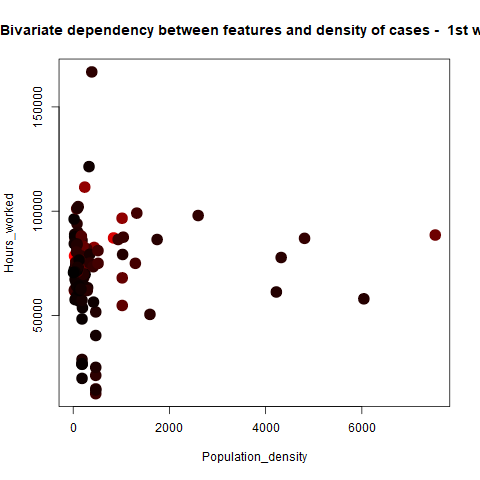 Bivariate dependency between features and density of cases -  1st w
150000
100000
50000
Hours_worked
0
2000
4000
6000
Population_density